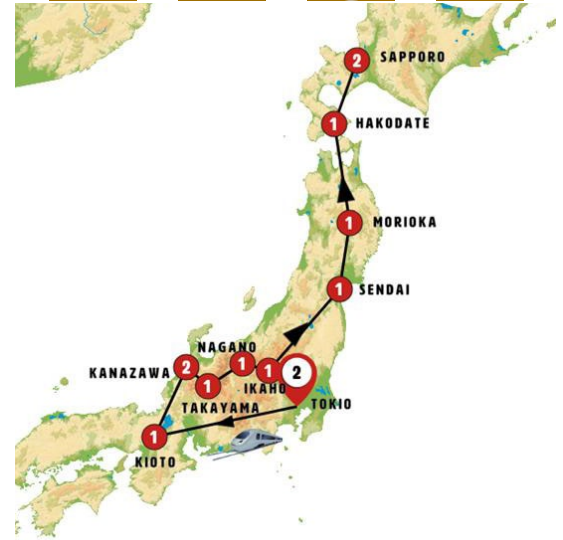 2 SAPPORO
1 HAKODATE
1 MORIOKA
1 SENDAI
NAGANO
KANAZAWA 2
1
1
1
2
IKAHO
TAKAYAMA
TOKIO
1
KIOTO